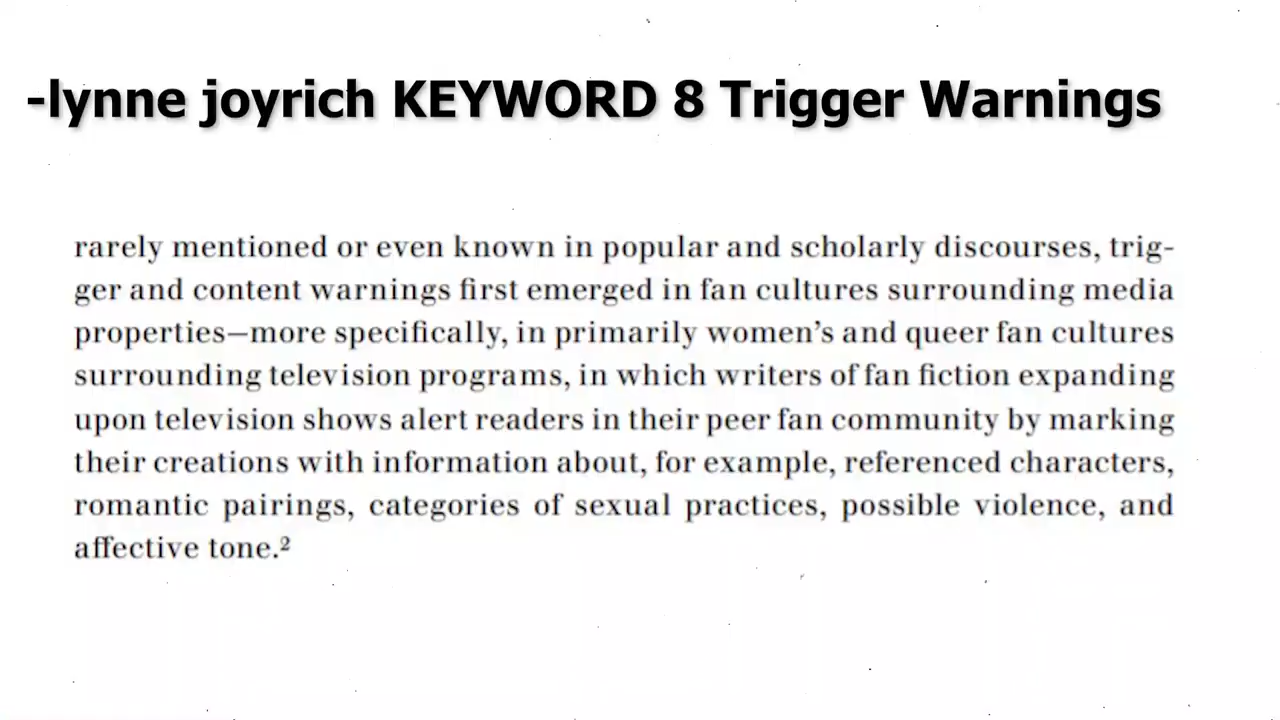 -lynne joyrich KEYWORD 8 Trigger Warnings
rarely mentioned or even known in popular and scholarly discourses, trig-
ger and content warnings first emerged in fan cultures surrounding media
properties—more specifically, in primarily women’s and queer fan cultures
surrounding television programs, in which writers of fan fiction expanding
upon television shows alert readers in their peer fan community by marking
their creations with information about, for example, referenced characters,
romantic pairings, categories of sexual practices, possible violence, and
affective tone.²